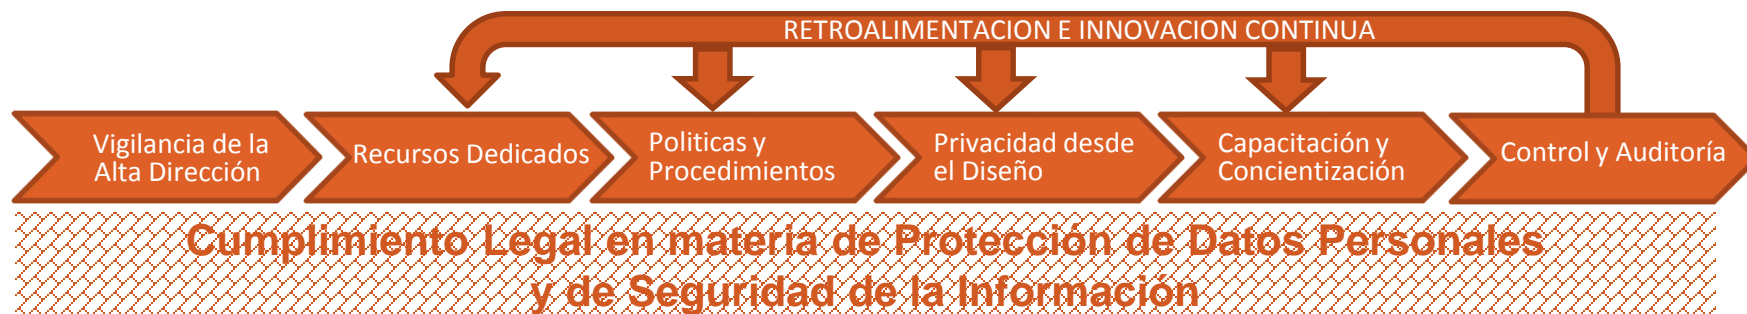 RETROALIMENTACION E INNOVACION CONTINUA
Vigilancia de la
Alta Dirección
Recursos Dedicados
Politicas y
Procedimientos
Privacidad desde
el Diseño
Capacitación y
Concientización
Control y Auditoría
Cumplimiento Legal en materia de Protección de Datos Personales
y de Seguridad de la Información